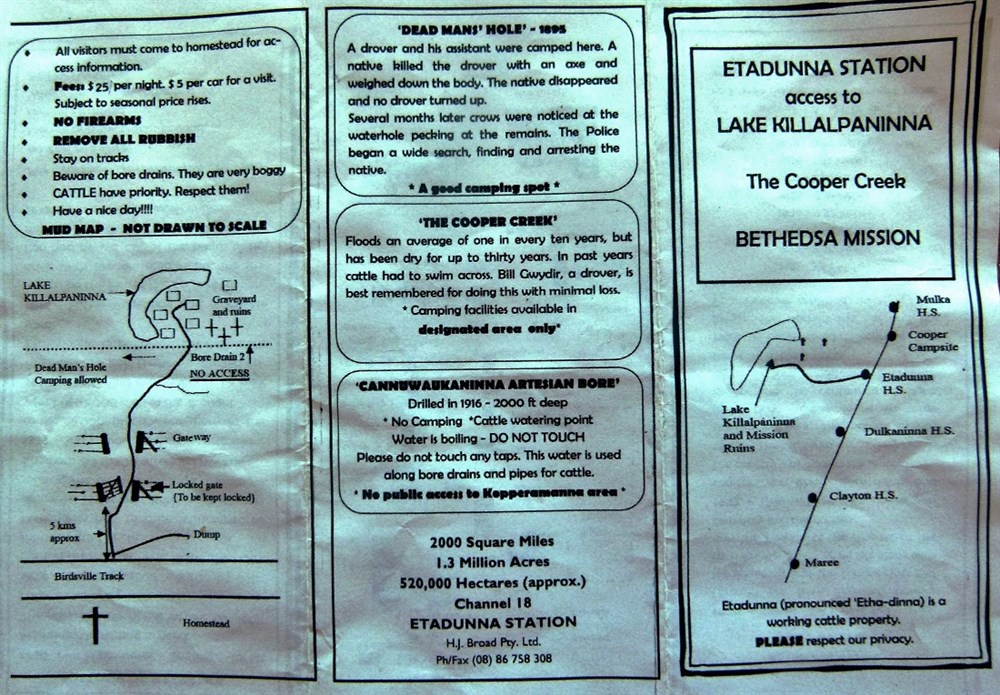 All visitors must come to homestead for ac-
cess information.
Fees: $25 per night. $5 per car for a visit.
Subject to seasonal price rises.
NO FIREARMS
REMOVE ALL RUBBISH
Stay on tracks
Beware of bore drains. They are very boggy
CATTLE have priority. Respect them!
Have a nice day!!!!
MUD MAP - NOT DRAWN TO SCALE
LAKE
KILLALPANINNA
Graveyard
and ruins
Dead Man's Hole
Camping allowed
Bore Drain 2
NO ACCESS
Gateway
Locked gate
(To be kept locked)
5 kms
approx
Dump
Birdsville Track
Homestead
'DEAD MANS' HOLE' - 1895
A drover and his assistant were camped here. A
native killed the drover with an axe and
weighed down the body. The native disappeared
and no drover turned up.
Several months later crows were noticed at the
waterhole pecking at the remains. The Police
began a wide search, finding and arresting the
native.
* A good camping spot *
'THE COOPER CREEK'
Floods an average of one in every ten years, but
has been dry for up to thirty years. In past years
cattle had to swim across. Bill Gwydir, a drover, is
best remembered for doing this with minimal loss.
* Camping facilities available in
designated area only*
'CANNUWAUKANINNA ARTESIAN BORE'
Drilled in 1916 - 2000 ft deep
* No Camping *Cattle watering point
Water is boiling - DO NOT TOUCH
Please do not touch any taps. This water is used
along bore drains and pipes for cattle.
* No public access to Kopperamanna area *
2000 Square Miles
1.3 Million Acres
520,000 Hectares (approx.)
Channel 18
ETADUNNA STATION
H.J. Broad Pty. Ltd.
Ph/Fax (08) 86 758 308
ETADUNNA STATION
access to
LAKE KILLALPANINNA
The Cooper Creek
BETHEDSA MISSION
Mulka
H.S.
Cooper
Campsite
Etadunna
H.S.
Lake
Killalpaninna
and Mission
Ruins
Dulkaninna H.S.
Clayton H.S.
Maree
Etadunna (pronounced 'Etha-dinna) is a
working cattle property.
PLEASE respect our privacy.